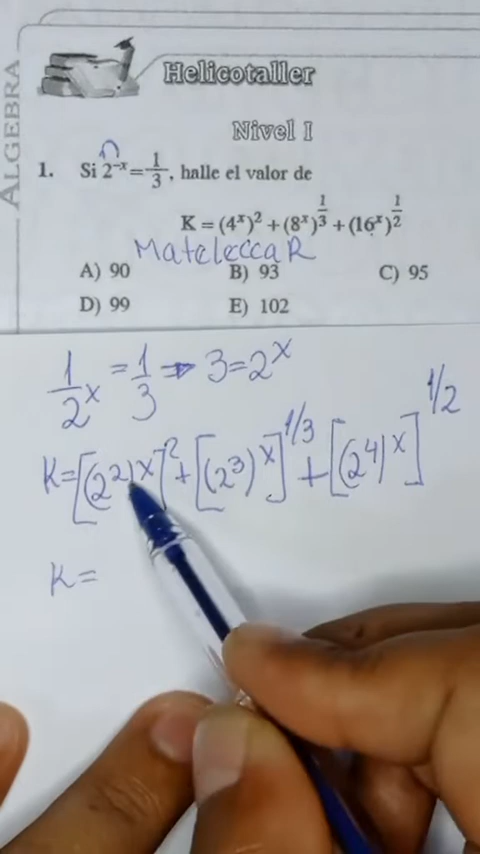 ALGEBRA
Helicotaller
Nivel I
1. Si 2⁻ˣ = 1/3, halle el valor de
K = (4ˣ)² + (8ˣ)^(1/3) + (16ˣ)^(1/2)
MateleccaR
A) 90 B) 93 C) 95
D) 99 E) 102
1/2ˣ = 1/3 ⇒ 3 = 2ˣ
K = [(2²)ˣ]² + [(2³)ˣ]^(1/3) + [(2⁴)ˣ]^(1/2)
K =